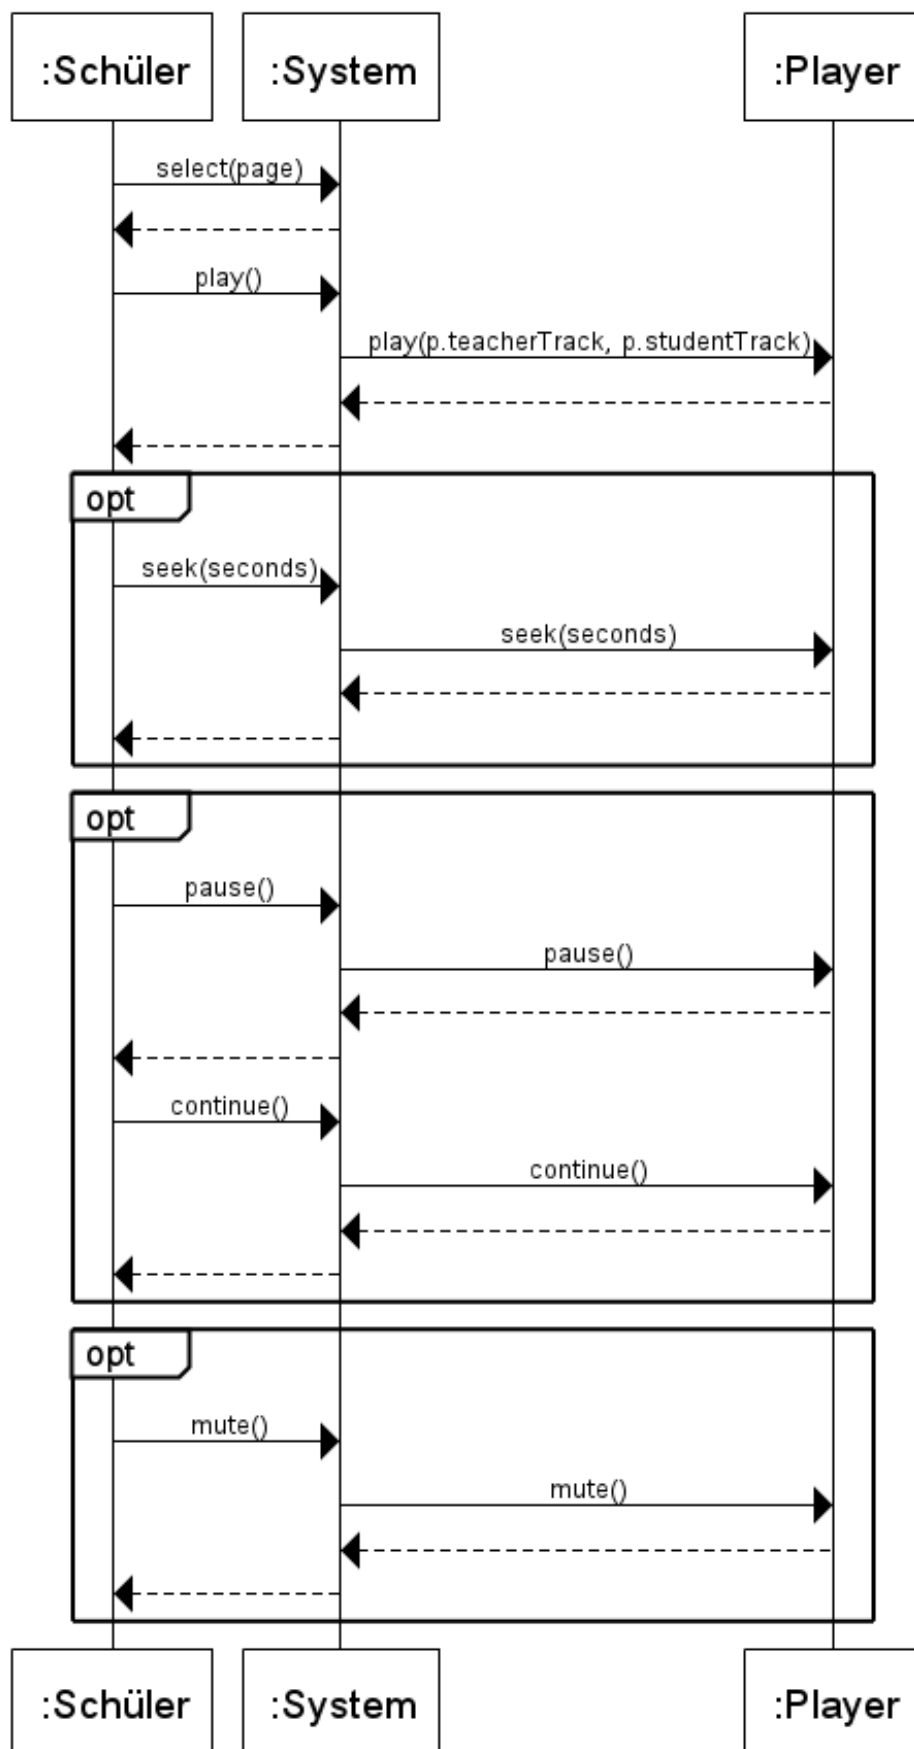 :Schüler :System :Player
select(page)
play()
play(p.teacherTrack, p.studentTrack)
opt
seek(seconds)
seek(seconds)
opt
pause()
pause()
continue()
continue()
opt
mute()
mute()
:Schüler :System :Player